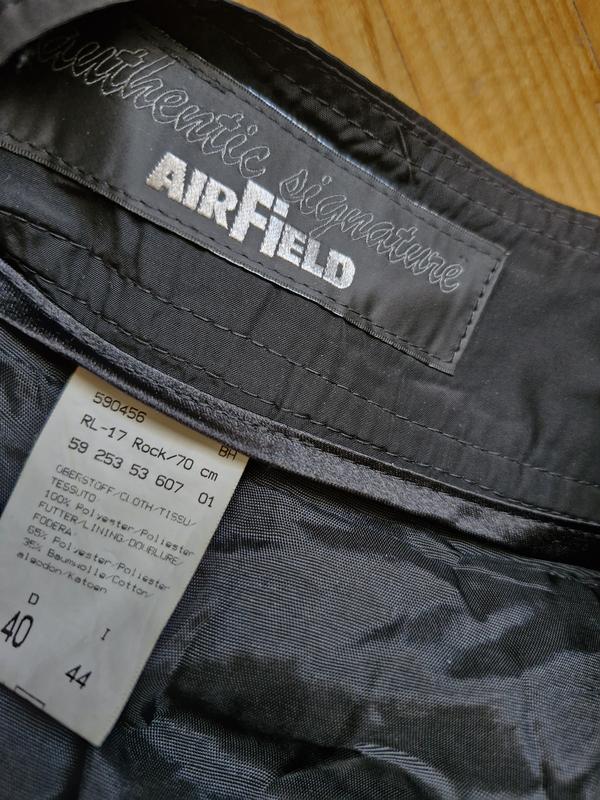 authentic signature
AIRFIELD
590456
BH
RL-17 Rock/70 cm
59 253 53 607 01
OBERSTOFF/CLOTH/TISSU/
TESSUTO
100% Polyester/Poliester
FUTTER/LINING/DOUBLURE/
FODERA
65% Polyester/Poliester
35% Baumwolle/Cotton/
algodon/Katoen
D I
40 44